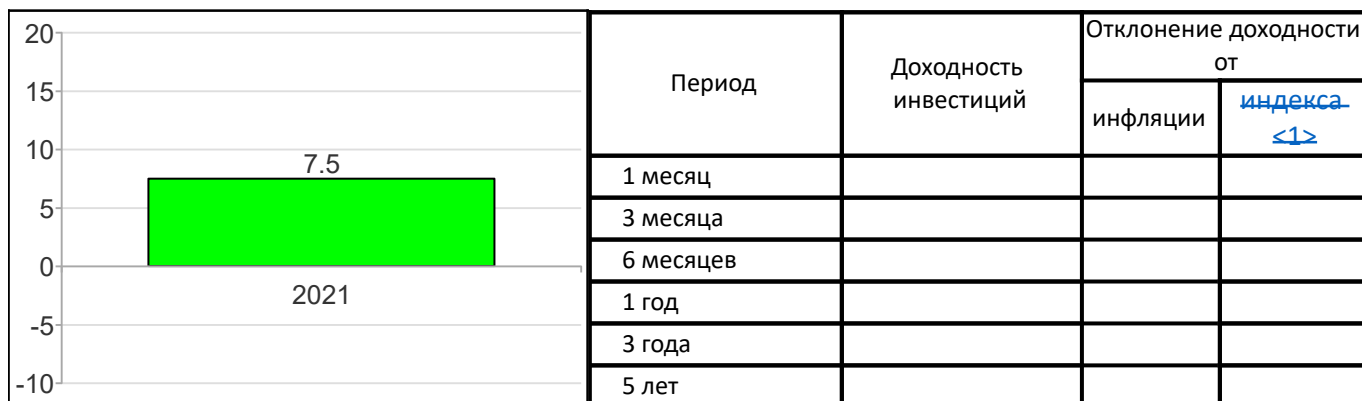 20
15
10
5
0
-5
-10
7.5
2021
Период
Доходность
инвестиций
Отклонение доходности
от
инфляции
индекса
<1>
1 месяц
3 месяца
6 месяцев
1 год
3 года
5 лет